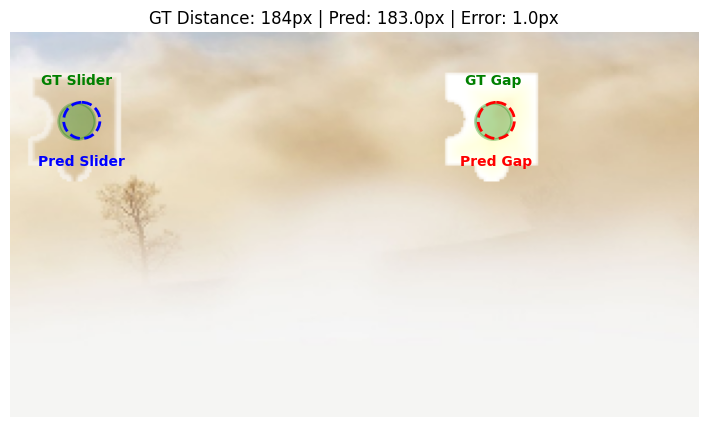 GT Distance: 184px | Pred: 183.0px | Error: 1.0px
GT Slider
GT Gap
Pred Slider
Pred Gap